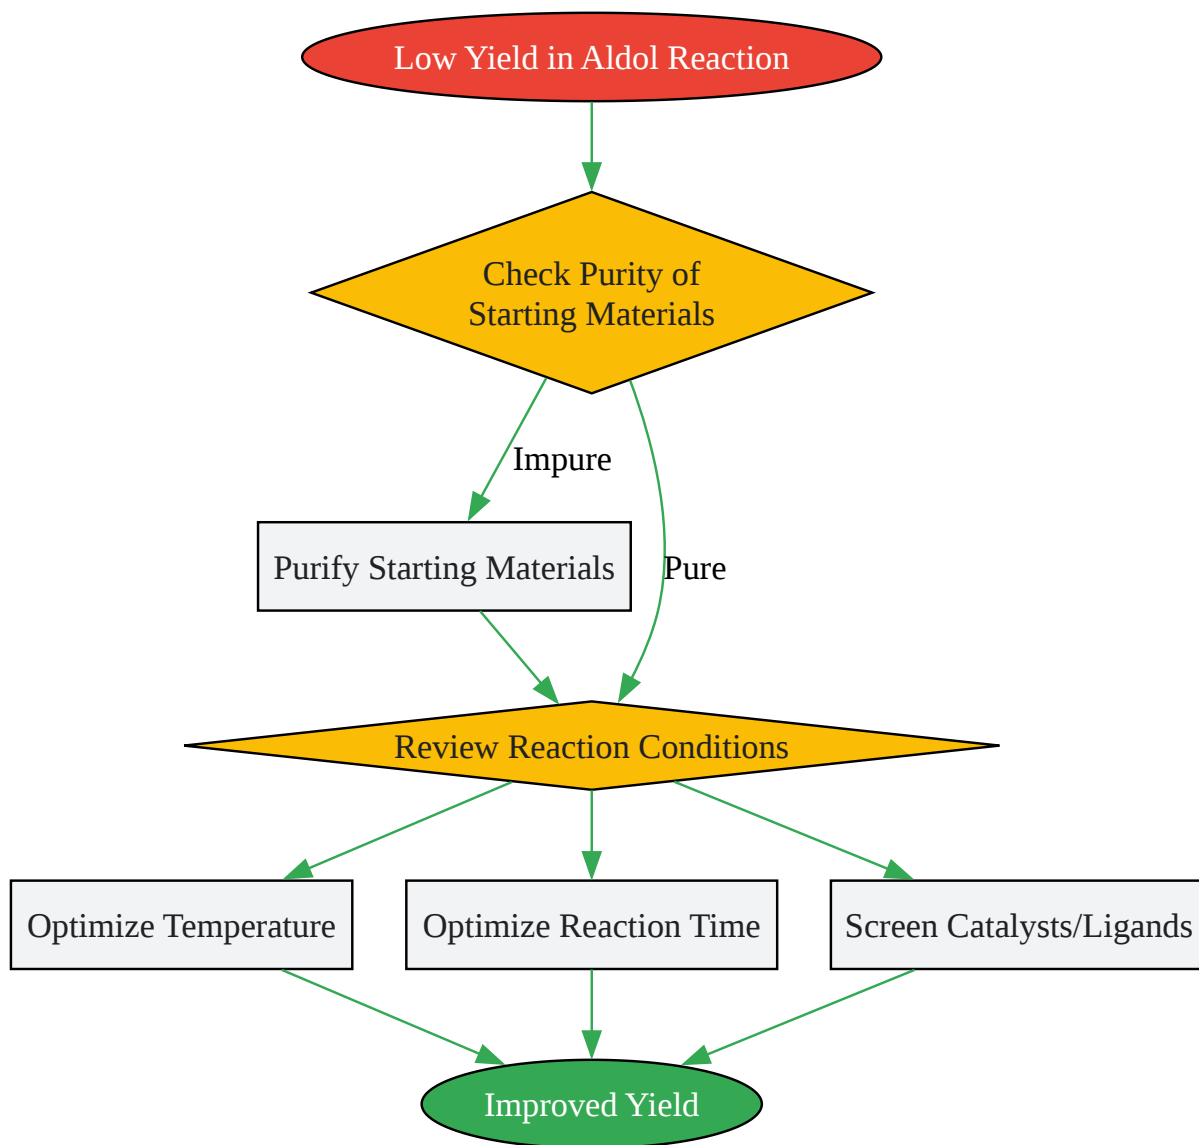 Low Yield in Aldol Reaction
Check Purity of
Starting Materials
Impure
Purify Starting Materials
Pure
Review Reaction Conditions
Optimize Temperature
Optimize Reaction Time
Screen Catalysts/Ligands
Improved Yield